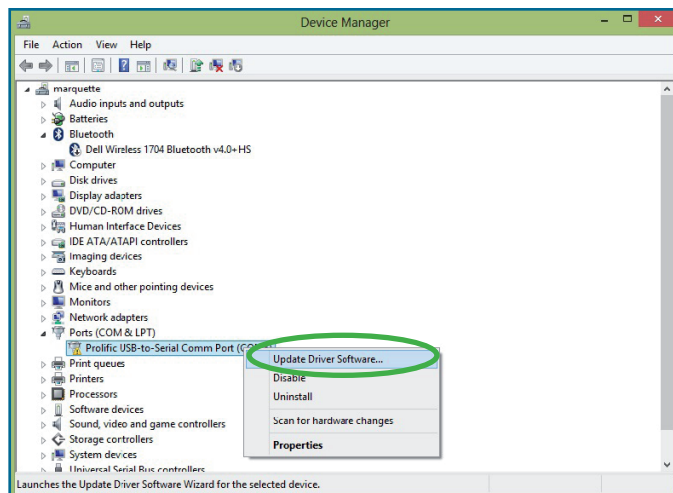 Device Manager
File Action View Help
marquette
Audio inputs and outputs
Batteries
Bluetooth
Dell Wireless 1704 Bluetooth v4.0+HS
Computer
Disk drives
Display adapters
DVD/CD-ROM drives
Human Interface Devices
IDE ATA/ATAPI controllers
Imaging devices
Keyboards
Mice and other pointing devices
Monitors
Network adapters
Ports (COM & LPT)
Prolific USB-to-Serial Comm Port
Update Driver Software...
Disable
Uninstall
Scan for hardware changes
Properties
Print queues
Printers
Processors
Software devices
Sound, video and game controllers
Storage controllers
System devices
Universal Serial Bus controllers
Launches the Update Driver Software Wizard for the selected device.